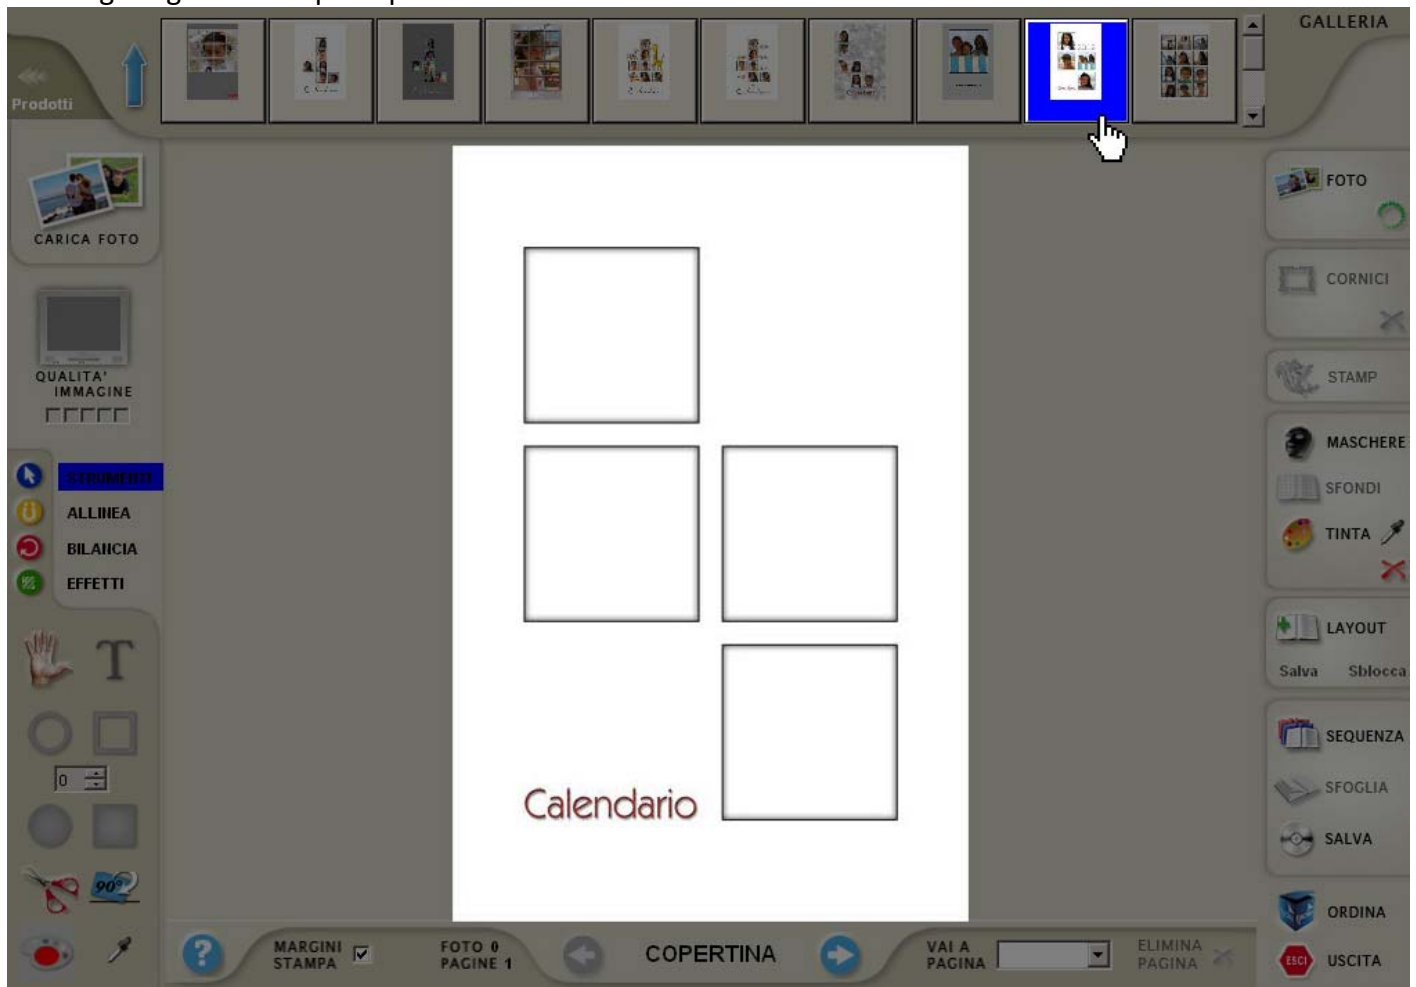 GALLERIA
Prodotti
CARICA FOTO
QUALITA'
IMMAGINE
STRUMENTI
ALLINEA
BILANCIA
EFFETTI
T
0
90°
Calendario
FOTO
CORNICI
STAMP
MASCHERE
SFONDI
TINTA
LAYOUT
Salva Sblocca
SEQUENZA
SFOGLIA
SALVA
ORDINA
ESCI USCITA
?
MARGINI
STAMPA
FOTO 0
PAGINE 1
COPERTINA
VAI A
PAGINA
ELIMINA
PAGINA